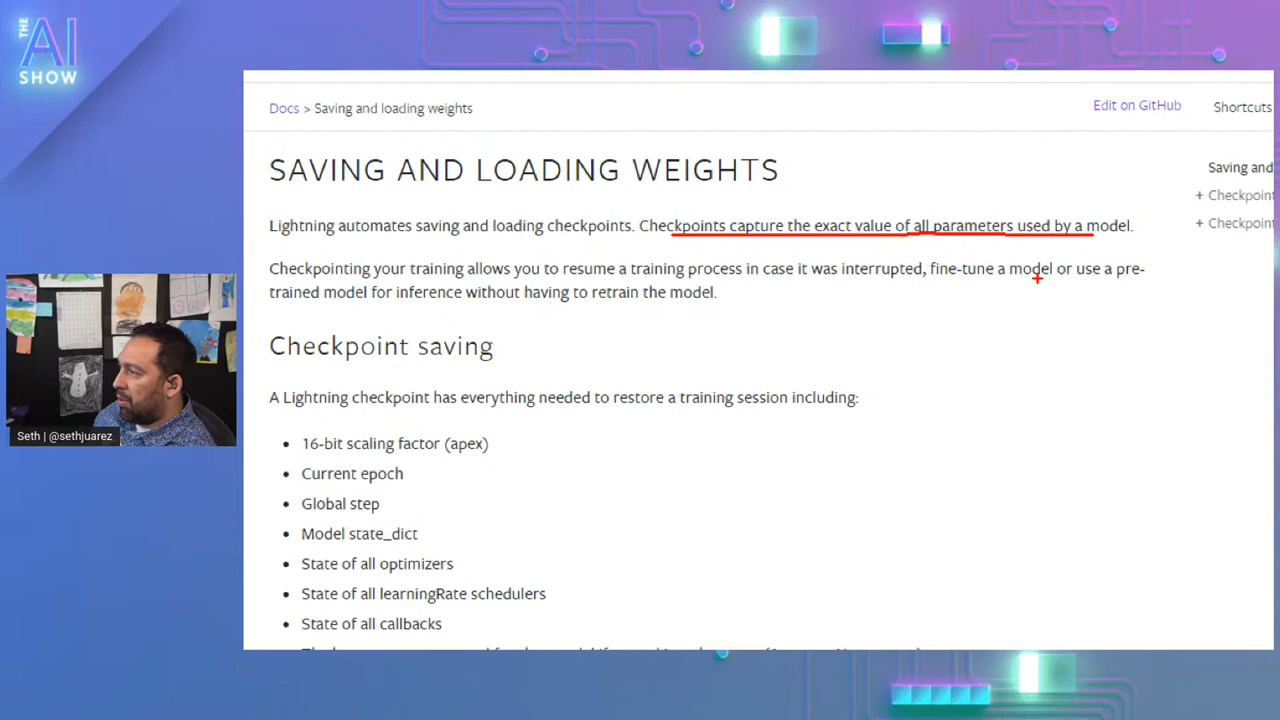 THE
AI
SHOW
Docs > Saving and loading weights
Edit on GitHub
Shortcuts
SAVING AND LOADING WEIGHTS
Lightning automates saving and loading checkpoints. Checkpoints capture the exact value of all parameters used by a model.
Checkpointing your training allows you to resume a training process in case it was interrupted, fine-tune a model or use a pre-
trained model for inference without having to retrain the model.
Saving and
+ Checkpoint
+ Checkpoint
Checkpoint saving
A Lightning checkpoint has everything needed to restore a training session including:
• 16-bit scaling factor (apex)
• Current epoch
• Global step
• Model state_dict
• State of all optimizers
• State of all learningRate schedulers
• State of all callbacks
Seth | @sethjuarez